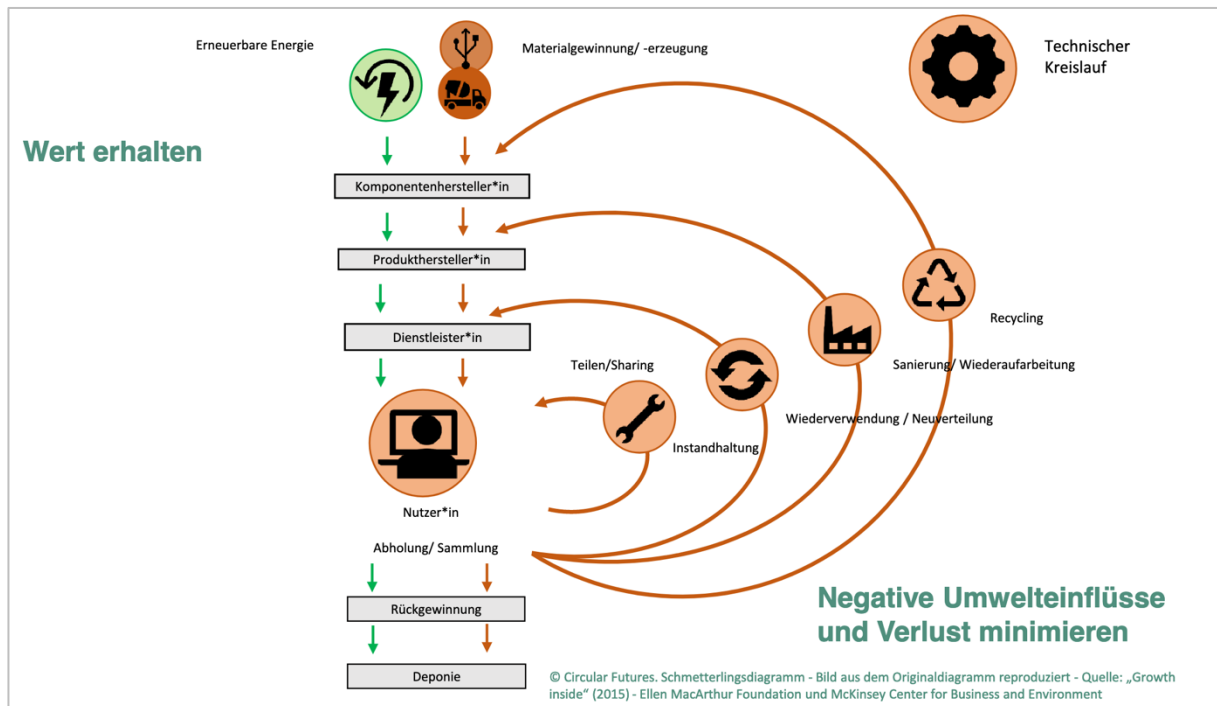 Erneuerbare Energie
Materialgewinnung/ -erzeugung
Technischer
Kreislauf
Wert erhalten
Komponentenhersteller*in
Produkthersteller*in
Dienstleister*in
Recycling
Sanierung/ Wiederaufarbeitung
Teilen/Sharing
Wiederverwendung / Neuverteilung
Instandhaltung
Nutzer*in
Abholung/ Sammlung
Rückgewinnung
Deponie
Negative Umwelteinflüsse
und Verlust minimieren
© Circular Futures. Schmetterlingsdiagramm - Bild aus dem Originaldiagramm reproduziert - Quelle: „Growth
inside“ (2015) - Ellen MacArthur Foundation und McKinsey Center for Business and Environment